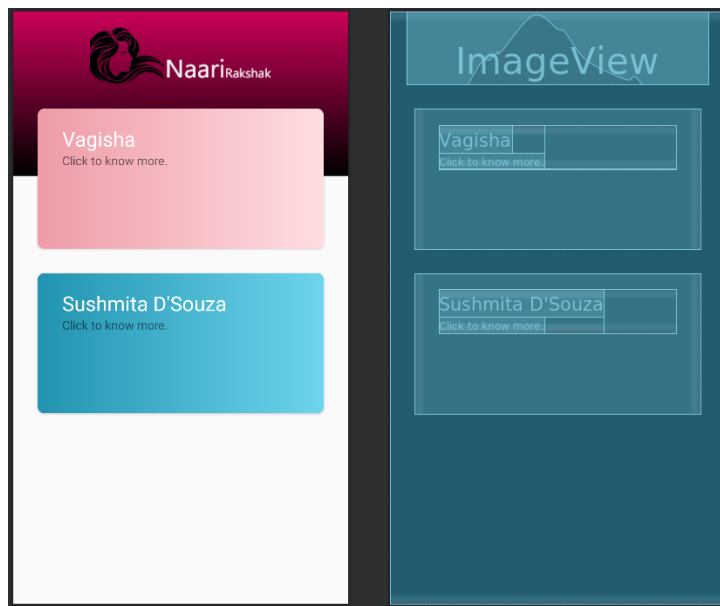 NaariRakshak
Vagisha
Click to know more.
Sushmita D'Souza
Click to know more.
ImageView
Vagisha
Click to know more.
Sushmita D'Souza
Click to know more.